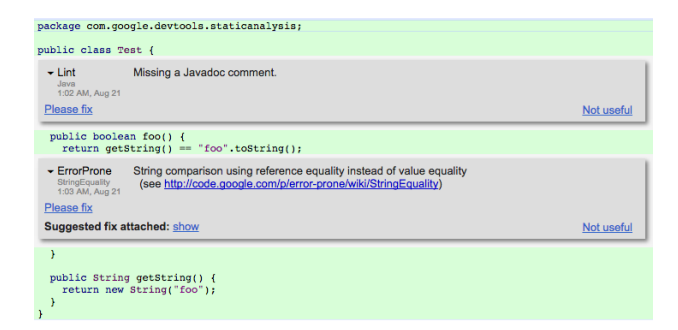 package com.google.devtools.staticanalysis;
public class Test {
Lint Missing a Javadoc comment.
Java
1:02 AM, Aug 21
Please fix Not useful
public boolean foo() {
return getString() == "foo".toString();
ErrorProne String comparison using reference equality instead of value equality
StringEquality (see http://code.google.com/p/error-prone/wiki/StringEquality)
1:03 AM, Aug 21
Please fix
Suggested fix attached: show Not useful
}
public String getString() {
return new String("foo");
}
}